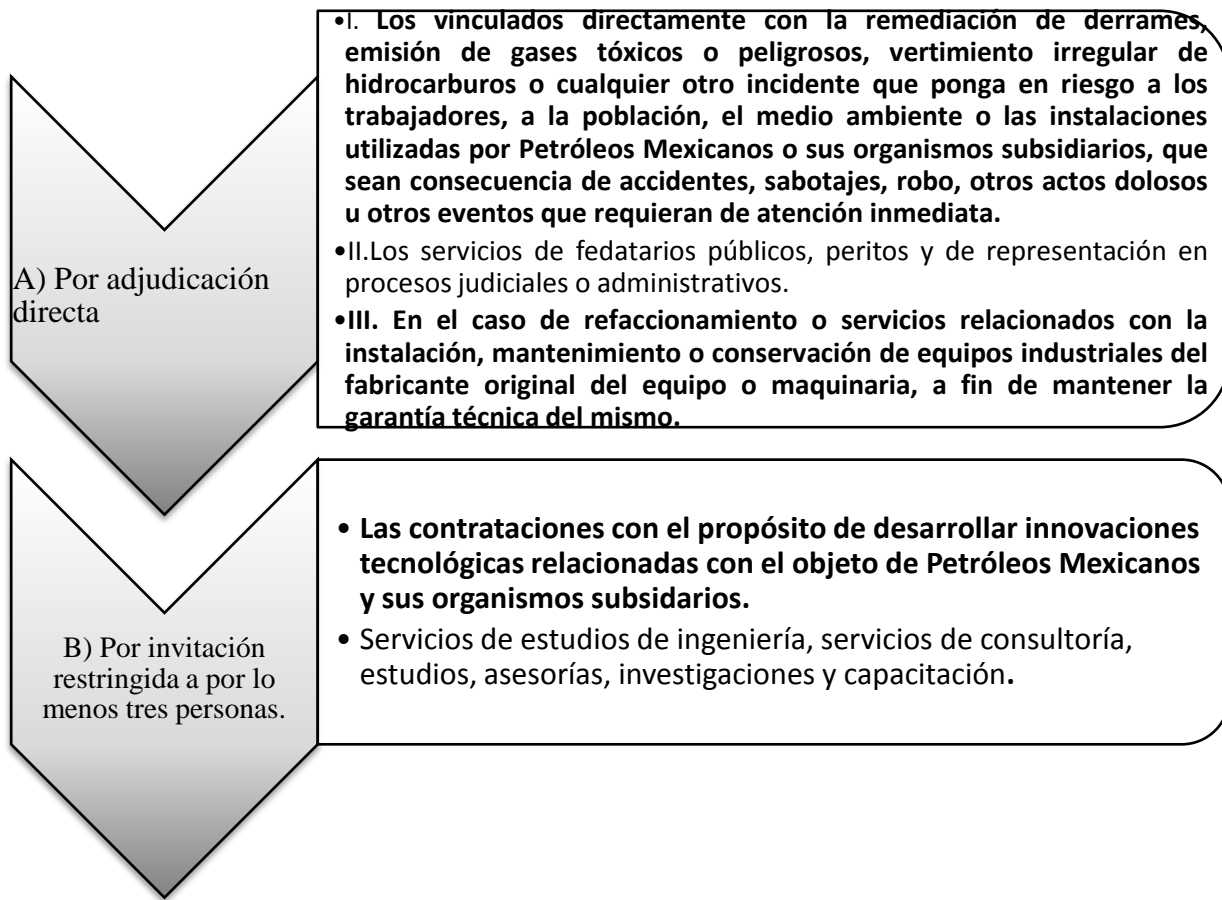 A) Por adjudicación
directa
•I. Los vinculados directamente con la remediación de derrames,
emisión de gases tóxicos o peligrosos, vertimiento irregular de
hidrocarburos o cualquier otro incidente que ponga en riesgo a los
trabajadores, a la población, el medio ambiente o las instalaciones
utilizadas por Petróleos Mexicanos o sus organismos subsidiarios, que
sean consecuencia de accidentes, sabotajes, robo, otros actos dolosos
u otros eventos que requieran de atención inmediata.
•II.Los servicios de fedatarios públicos, peritos y de representación en
procesos judiciales o administrativos.
•III. En el caso de refaccionamiento o servicios relacionados con la
instalación, mantenimiento o conservación de equipos industriales del
fabricante original del equipo o maquinaria, a fin de mantener la
garantía técnica del mismo.
B) Por invitación
restringida a por lo
menos tres personas.
• Las contrataciones con el propósito de desarrollar innovaciones
tecnológicas relacionadas con el objeto de Petróleos Mexicanos
y sus organismos subsidarios.
• Servicios de estudios de ingeniería, servicios de consultoría,
estudios, asesorías, investigaciones y capacitación.